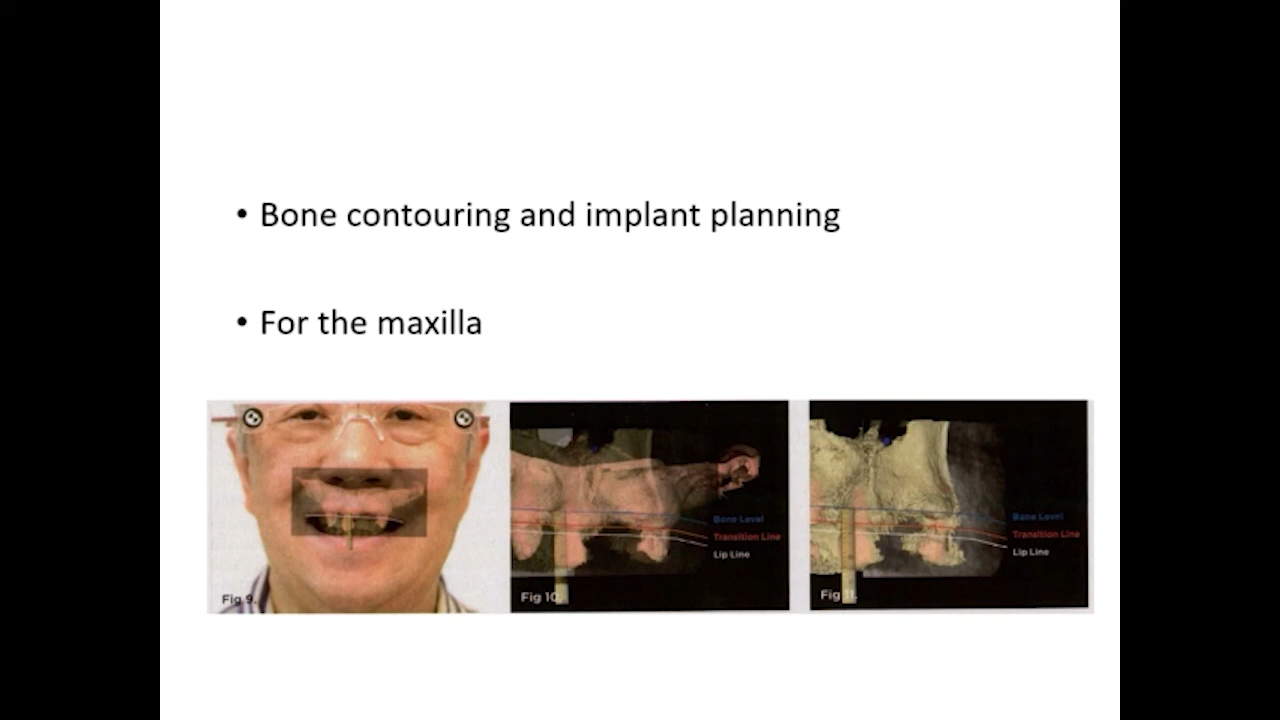 • Bone contouring and implant planning
• For the maxilla
Fig 9.
Bone Level
Transition Line
Lip Line
Fig 10.
Bone Level
Transition Line
Lip Line
Fig 11.